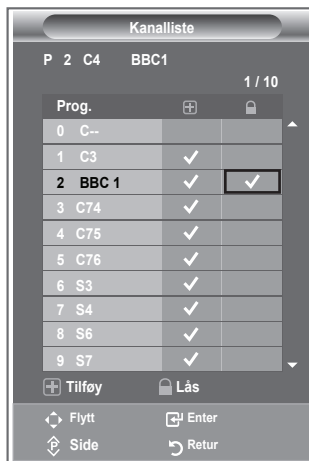 Kanalliste
P 2 C4 BBC1
1 / 10
Prog.
0 C--
1 C3
2 BBC 1
3 C74
4 C75
5 C76
6 S3
7 S4
8 S6
9 S7
Tilføy Lås
Flytt Enter
P Side Retur